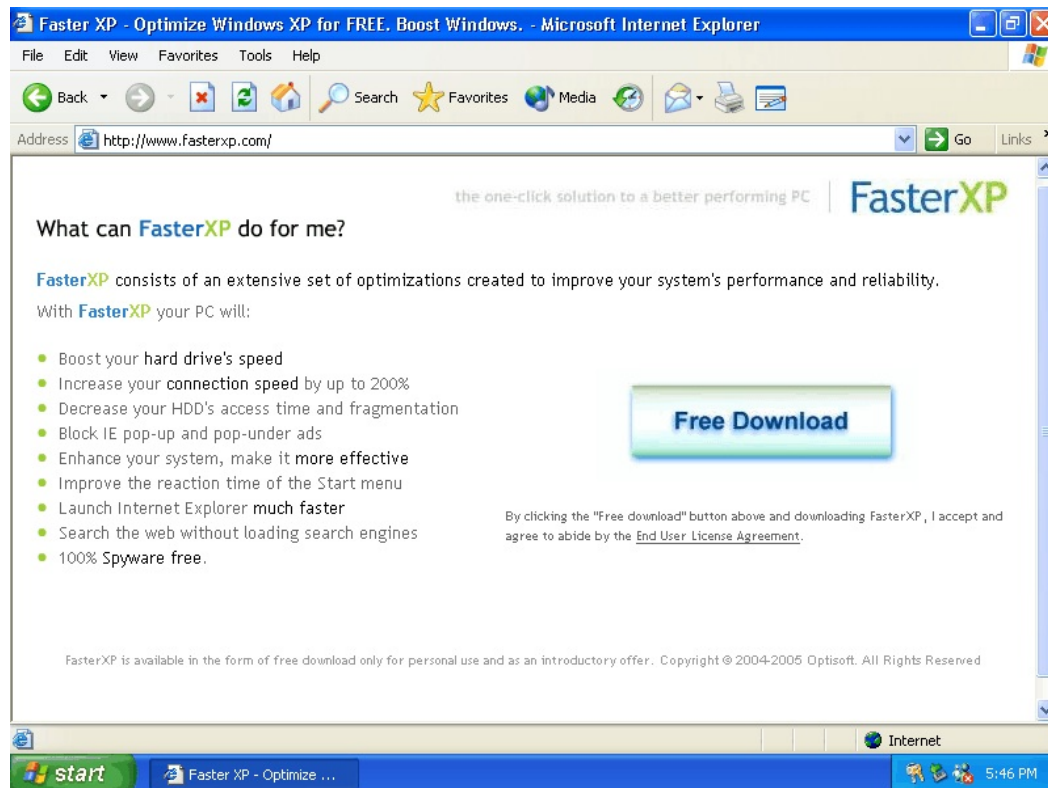 Faster XP - Optimize Windows XP for FREE. Boost Windows. - Microsoft Internet Explorer
File Edit View Favorites Tools Help
Back Search Favorites Media
Address http://www.fasterxp.com/ Go Links
the one-click solution to a better performing PC FasterXP
What can FasterXP do for me?
FasterXP consists of an extensive set of optimizations created to improve your system's performance and reliability.
With FasterXP your PC will:
Boost your hard drive's speed
Increase your connection speed by up to 200%
Decrease your HDD's access time and fragmentation
Block IE pop-up and pop-under ads
Enhance your system, make it more effective
Improve the reaction time of the Start menu
Launch Internet Explorer much faster
Search the web without loading search engines
100% Spyware free.
Free Download
By clicking the "Free download" button above and downloading FasterXP, I accept and
agree to abide by the End User License Agreement.
FasterXP is available in the form of free download only for personal use and as an introductory offer. Copyright © 2004-2005 Optisoft. All Rights Reserved
Internet
start Faster XP - Optimize ... 5:46 PM